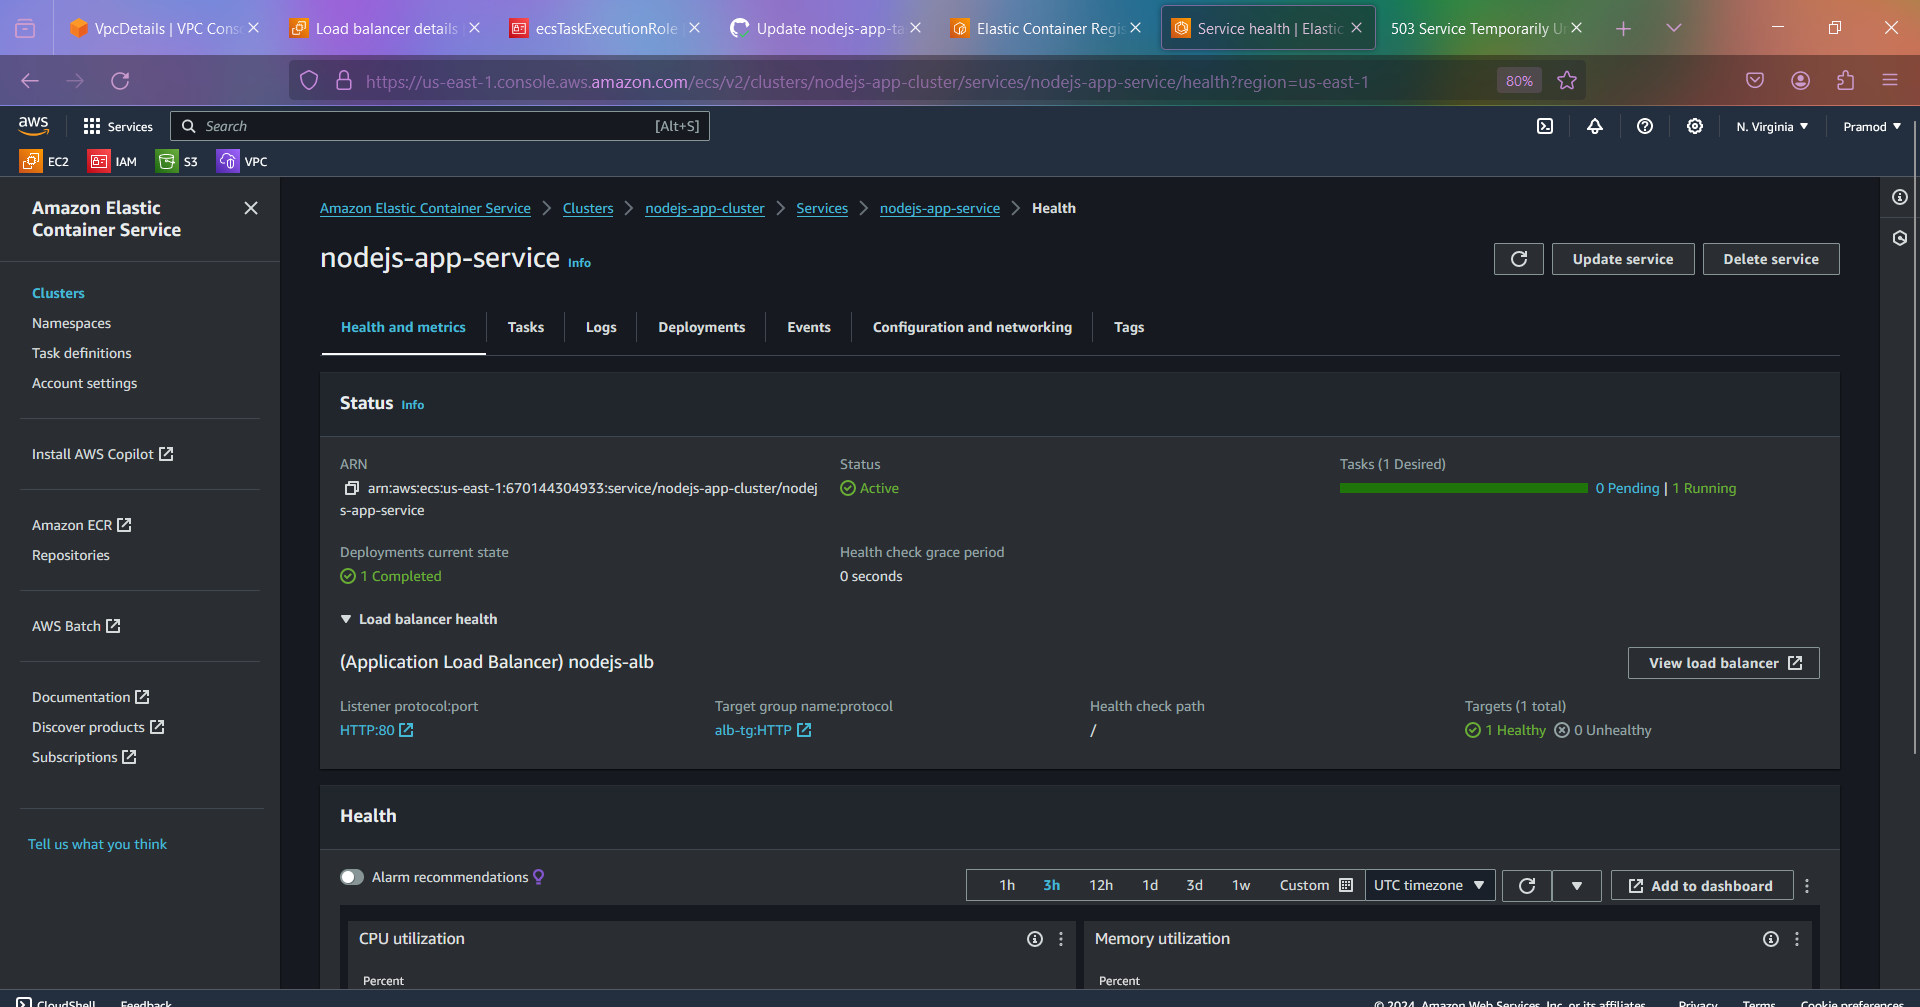 VpcDetails | VPC Conso
Load balancer details
ecsTaskExecutionRole
Update nodejs-app-ta
Elastic Container Regis
Service health | Elastic
503 Service Temporarily U
https://us-east-1.console.aws.amazon.com/ecs/v2/clusters/nodejs-app-cluster/services/nodejs-app-service/health?region=us-east-1
80%
aws
Services
Search
[Alt+S]
N. Virginia
Pramod
EC2
IAM
S3
VPC
Amazon Elastic
Container Service
Clusters
Namespaces
Task definitions
Account settings
Install AWS Copilot
Amazon ECR
Repositories
AWS Batch
Documentation
Discover products
Subscriptions
Tell us what you think
Amazon Elastic Container Service
Clusters
nodejs-app-cluster
Services
nodejs-app-service
Health
nodejs-app-service Info
Update service
Delete service
Health and metrics
Tasks
Logs
Deployments
Events
Configuration and networking
Tags
Status Info
ARN
arn:aws:ecs:us-east-1:670144304933:service/nodejs-app-cluster/nodej
s-app-service
Status
Active
Tasks (1 Desired)
0 Pending | 1 Running
Deployments current state
1 Completed
Health check grace period
0 seconds
Load balancer health
(Application Load Balancer) nodejs-alb
View load balancer
Listener protocol:port
HTTP:80
Target group name:protocol
alb-tg:HTTP
Health check path
/
Targets (1 total)
1 Healthy
0 Unhealthy
Health
Alarm recommendations
1h
3h
12h
1d
3d
1w
Custom
UTC timezone
Add to dashboard
CPU utilization
Percent
Memory utilization
Percent
CloudShell
Feedback
© 2024, Amazon Web Services, Inc. or its affiliates.
Privacy
Terms
Cookie preferences